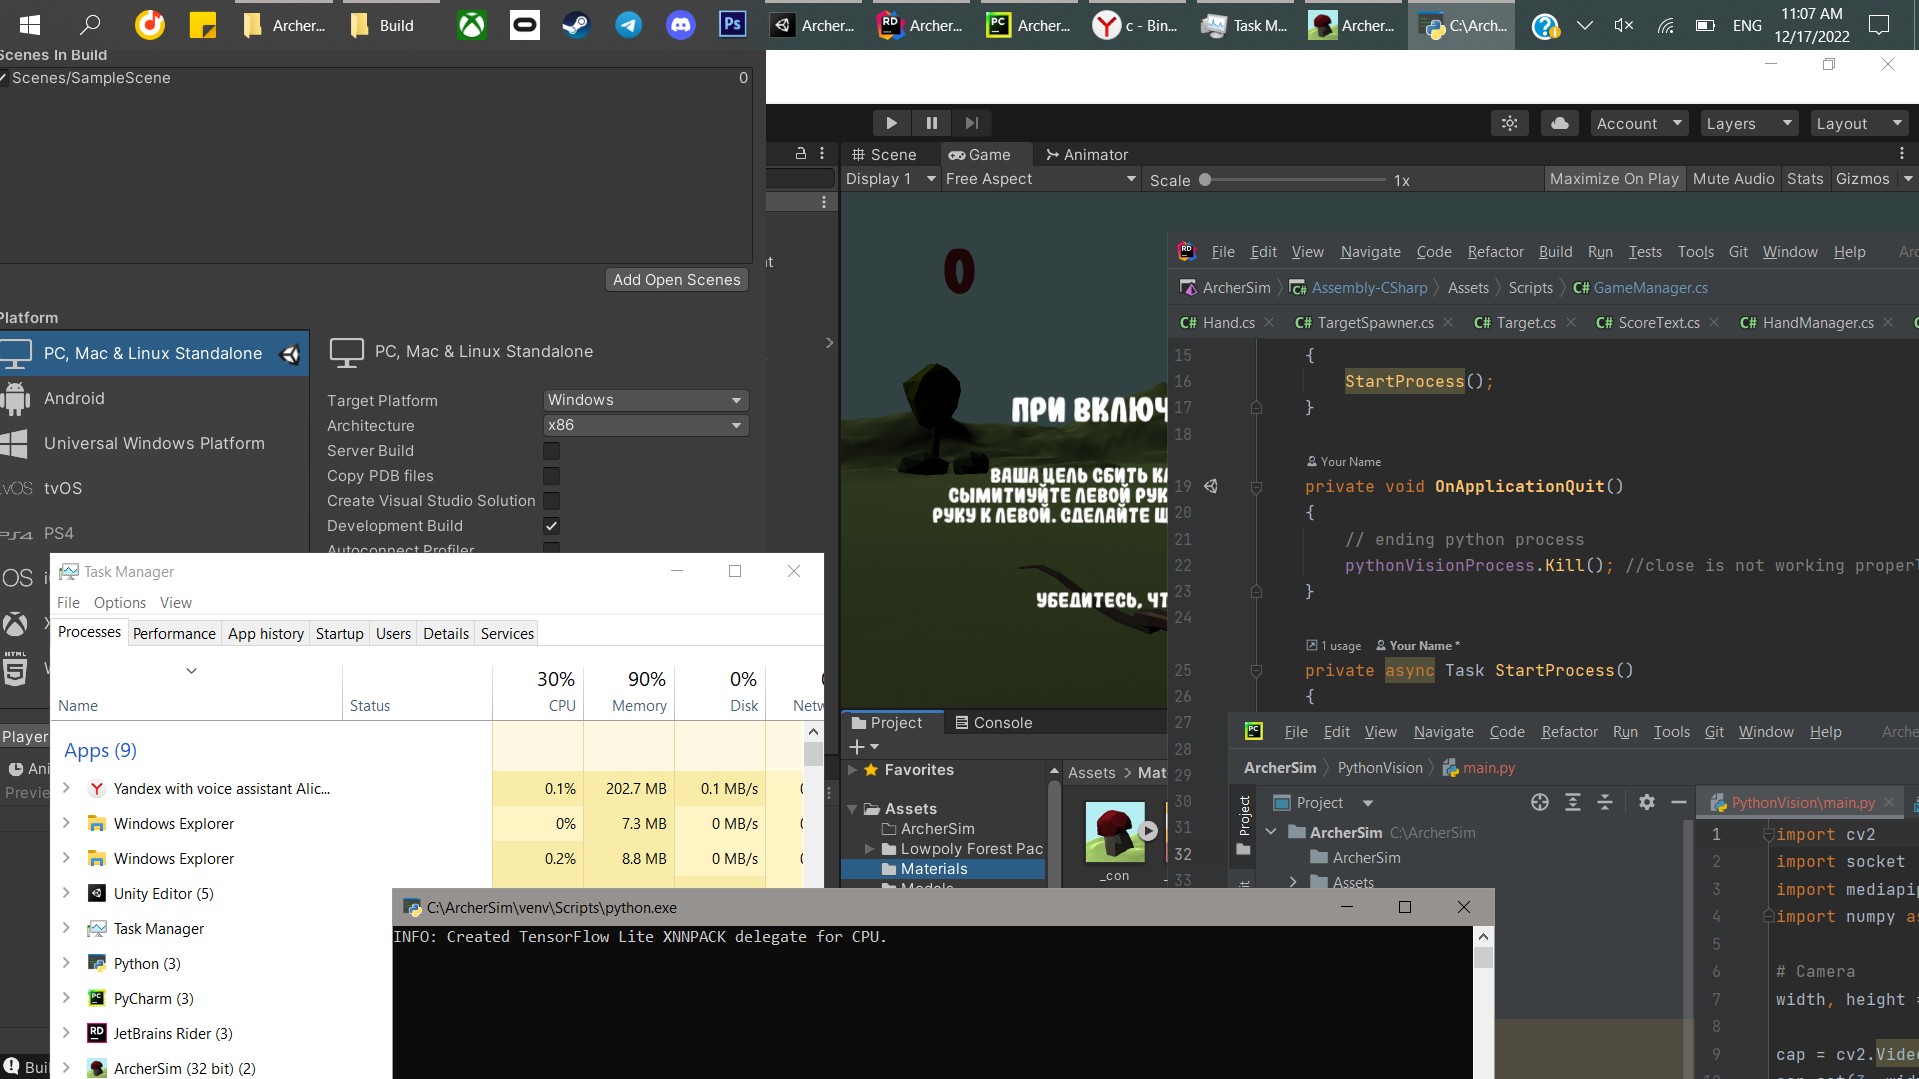 Archer...
Build
Archer...
Archer...
Archer...
c - Bin...
Task M...
Archer...
C:\Arch...
ENG
11:07 AM
12/17/2022
Scenes In Build
Scenes/SampleScene
0
Add Open Scenes
Platform
PC, Mac & Linux Standalone
Android
Universal Windows Platform
tvOS
PS4
PC, Mac & Linux Standalone
Target Platform
Windows
Architecture
x86
Server Build
Copy PDB files
Create Visual Studio Solution
Development Build
Autoconnect Profiler
Account
Layers
Layout
Scene
Game
Animator
Display 1
Free Aspect
Scale
1x
Maximize On Play
Mute Audio
Stats
Gizmos
0
ПРИ ВКЛЮЧ
ВАША ЦЕЛЬ СБИТЬ КА
СЫМИТИУЙТЕ ЛЕВОЙ РУК
РУКУ К ЛЕВОЙ. СДЕЛАЙТЕ Щ
УБЕДИТЕСЬ, ЧТ
File Edit View Navigate Code Refactor Build Run Tests Tools Git Window Help
ArcherSim
Assembly-CSharp
Assets
Scripts
C# GameManager.cs
C# Hand.cs
C# TargetSpawner.cs
C# Target.cs
C# ScoreText.cs
C# HandManager.cs
15 {
16 StartProcess();
17 }
18
Your Name
19 private void OnApplicationQuit()
20 {
21 // ending python process
22 pythonVisionProcess.Kill(); //close is not working properl
23 }
24
1 usage Your Name *
25 private async Task StartProcess()
26 {
27
28
29
30
31
32
33
Task Manager
File Options View
Processes Performance App history Startup Users Details Services
30% 90% 0%
Name Status CPU Memory Disk Netw
Apps (9)
Yandex with voice assistant Alic... 0.1% 202.7 MB 0.1 MB/s
Windows Explorer 0% 7.3 MB 0 MB/s
Windows Explorer 0.2% 8.8 MB 0 MB/s
Unity Editor (5)
Task Manager
Python (3)
PyCharm (3)
JetBrains Rider (3)
ArcherSim (32 bit) (2)
Player
Ani
Previe
Buil
Project
Console
Favorites
Assets
ArcherSim
Lowpoly Forest Pac
Materials
Models
Assets > Mat
_con
File Edit View Navigate Code Refactor Run Tools Git Window Help
Arche
ArcherSim
PythonVision
main.py
Project
Project
ArcherSim C:\ArcherSim
ArcherSim
Assets
PythonVision\main.py
1 import cv2
2 import socket
3 import mediapip
4 import numpy as
5
6 # Camera
7 width, height =
8
9 cap = cv2.Video
C:\ArcherSim\venv\Scripts\python.exe
INFO: Created TensorFlow Lite XNNPACK delegate for CPU.